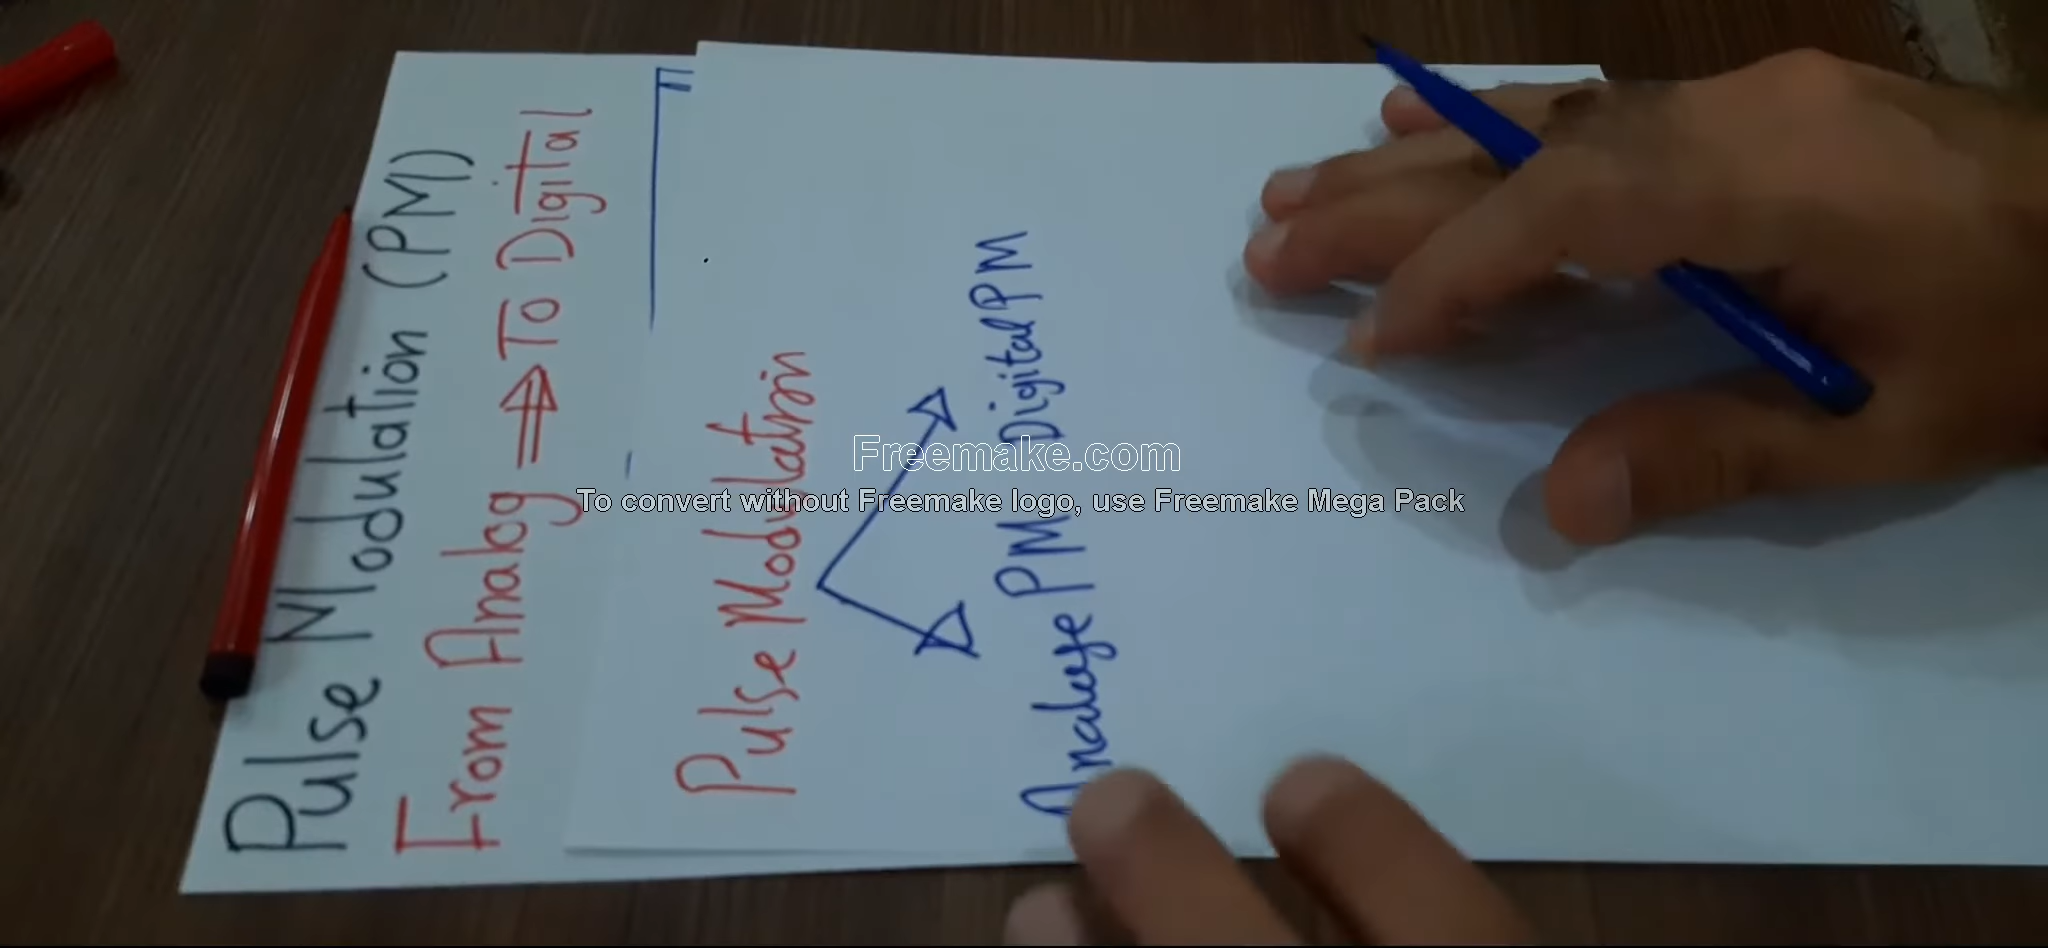 Pulse Modulation (PM)
From Analog ⇒ To Digital
Pulse Modulation
Analoge PM Digital PM
Freemake.com
To convert without Freemake logo, use Freemake Mega Pack